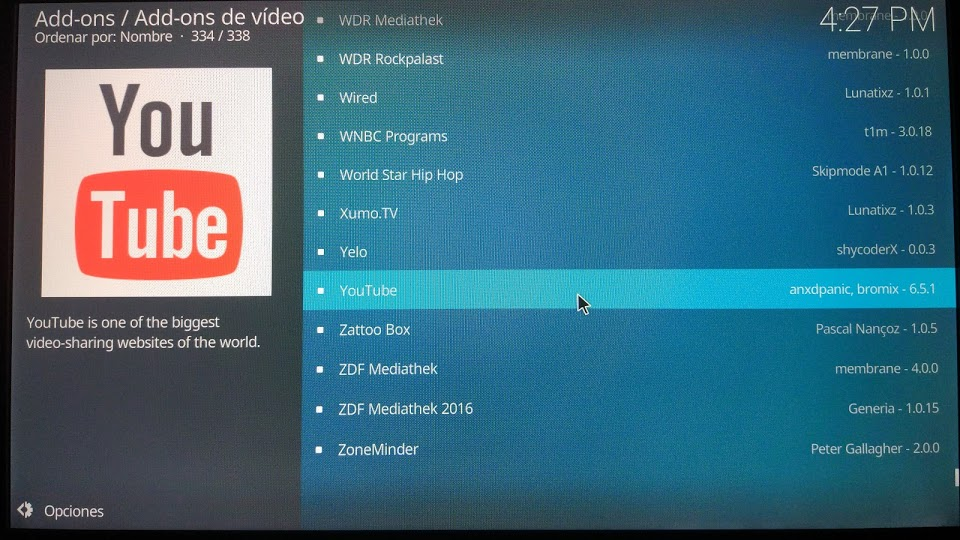 Add-ons / Add-ons de vídeo
Ordenar por: Nombre · 334 / 338
4:27 PM
You
Tube
YouTube is one of the biggest
video-sharing websites of the world.
WDR Mediathek membrane
WDR Rockpalast membrane - 1.0.0
Wired Lunatixz - 1.0.1
WNBC Programs t1m - 3.0.18
World Star Hip Hop Skipmode A1 - 1.0.12
Xumo.TV Lunatixz - 1.0.3
Yelo shycoderX - 0.0.3
YouTube anxdpanic, bromix - 6.5.1
Zattoo Box Pascal Nançoz - 1.0.5
ZDF Mediathek membrane - 4.0.0
ZDF Mediathek 2016 Generia - 1.0.15
ZoneMinder Peter Gallagher - 2.0.0
Opciones